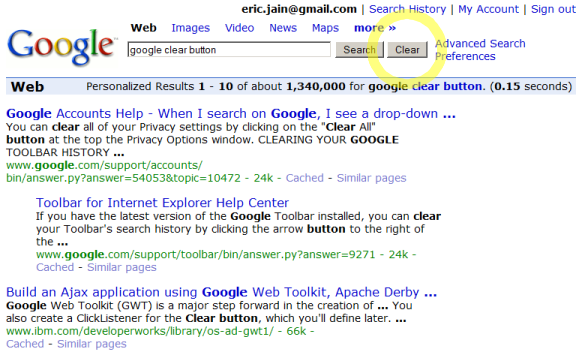 eric.jain@gmail.com | Search History | My Account | Sign out
Web Images Video News Maps more »
Google™
google clear button Search Clear Advanced Search
Preferences
Web Personalized Results 1 - 10 of about 1,340,000 for google clear button. (0.15 seconds)
Google Accounts Help - When I search on Google, I see a drop-down ...
You can clear all of your Privacy settings by clicking on the "Clear All"
button at the top the Privacy Options window. CLEARING YOUR GOOGLE
TOOLBAR HISTORY ...
www.google.com/support/accounts/
bin/answer.py?answer=54053&topic=10472 - 24k - Cached - Similar pages
Toolbar for Internet Explorer Help Center
If you have the latest version of the Google Toolbar installed, you can clear
your Toolbar's search history by clicking the arrow button to the right of
the ...
www.google.com/support/toolbar/bin/answer.py?answer=9271 - 24k -
Cached - Similar pages
Build an Ajax application using Google Web Toolkit, Apache Derby ...
Google Web Toolkit (GWT) is a major step forward in the creation of ... You
also create a ClickListener for the Clear button, which you'll define later. ...
www.ibm.com/developerworks/library/os-ad-gwt1/ - 66k -
Cached - Similar pages